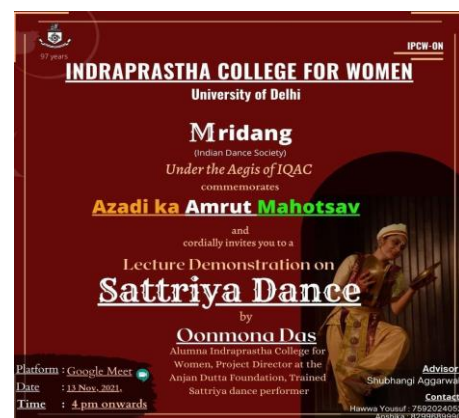 97 years
IPCW-ON
INDRAPRASTHA COLLEGE FOR WOMEN
University of Delhi
Mridang
(Indian Dance Society)
Under the Aegis of IQAC
commemorates
Azadi ka Amrut Mahotsav
and
cordially invites you to a
Lecture Demonstration on
Sattriya Dance
by
Oonmona Das
Alumna Indraprastha College for
Women, Project Director at the
Anjan Dutta Foundation, Trained
Sattriya dance performer
Platform : Google Meet
Date : 13 Nov, 2021,
Time : 4 pm onwards
Advisor
Shubhangi Aggarwal
Contact
Hawwa Yousuf : 7592024052
Anshika : 8299689990